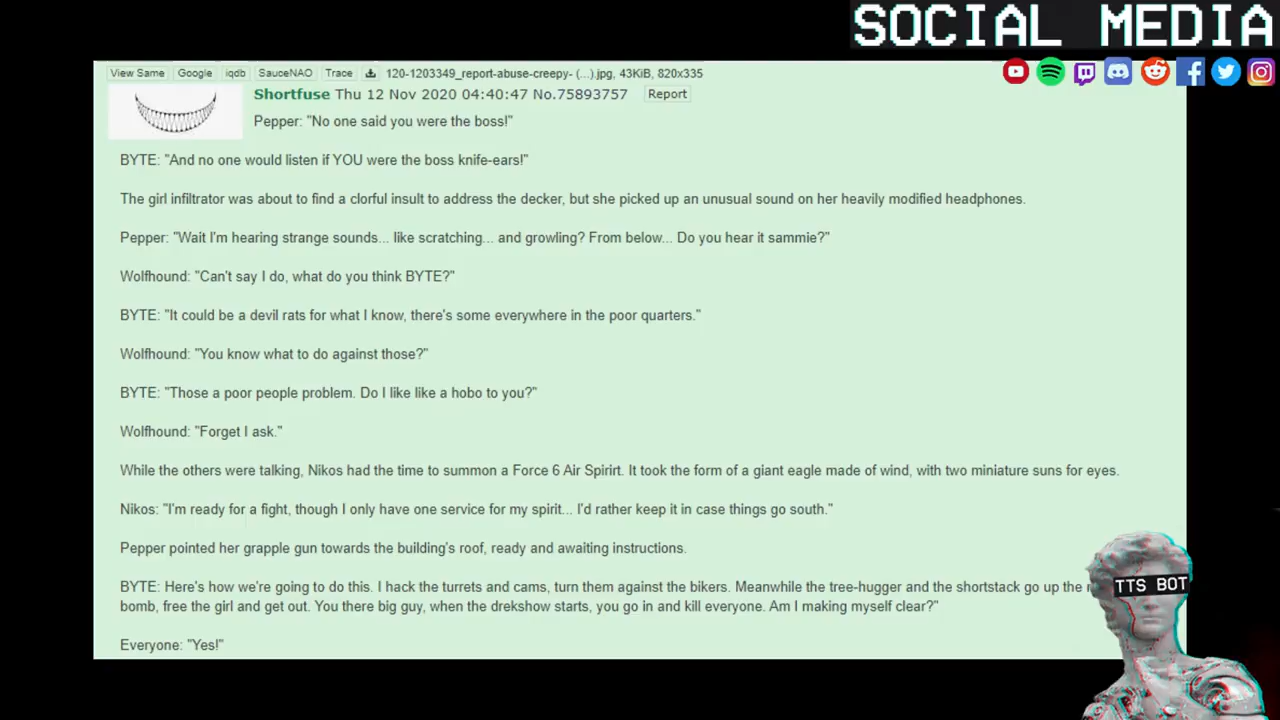 SOCIAL MEDIA
View Same Google iqdb SauceNAO Trace 120-1203349_report-abuse-creepy- (...).jpg, 43KiB, 820x335
Shortfuse Thu 12 Nov 2020 04:40:47 No.75893757 Report
Pepper: "No one said you were the boss!"
BYTE: "And no one would listen if YOU were the boss knife-ears!"
The girl infiltrator was about to find a clorful insult to address the decker, but she picked up an unusual sound on her heavily modified headphones.
Pepper: "Wait I'm hearing strange sounds... like scratching... and growling? From below... Do you hear it sammie?"
Wolfhound: "Can't say I do, what do you think BYTE?"
BYTE: "It could be a devil rats for what I know, there's some everywhere in the poor quarters."
Wolfhound: "You know what to do against those?"
BYTE: "Those a poor people problem. Do I like like a hobo to you?"
Wolfhound: "Forget I ask."
While the others were talking, Nikos had the time to summon a Force 6 Air Spirirt. It took the form of a giant eagle made of wind, with two miniature suns for eyes.
Nikos: "I'm ready for a fight, though I only have one service for my spirit... I'd rather keep it in case things go south."
Pepper pointed her grapple gun towards the building's roof, ready and awaiting instructions.
BYTE: Here's how we're going to do this. I hack the turrets and cams, turn them against the bikers. Meanwhile the tree-hugger and the shortstack go up the
bomb, free the girl and get out. You there big guy, when the drekshow starts, you go in and kill everyone. Am I making myself clear?"
Everyone: "Yes!"
TTS BOT